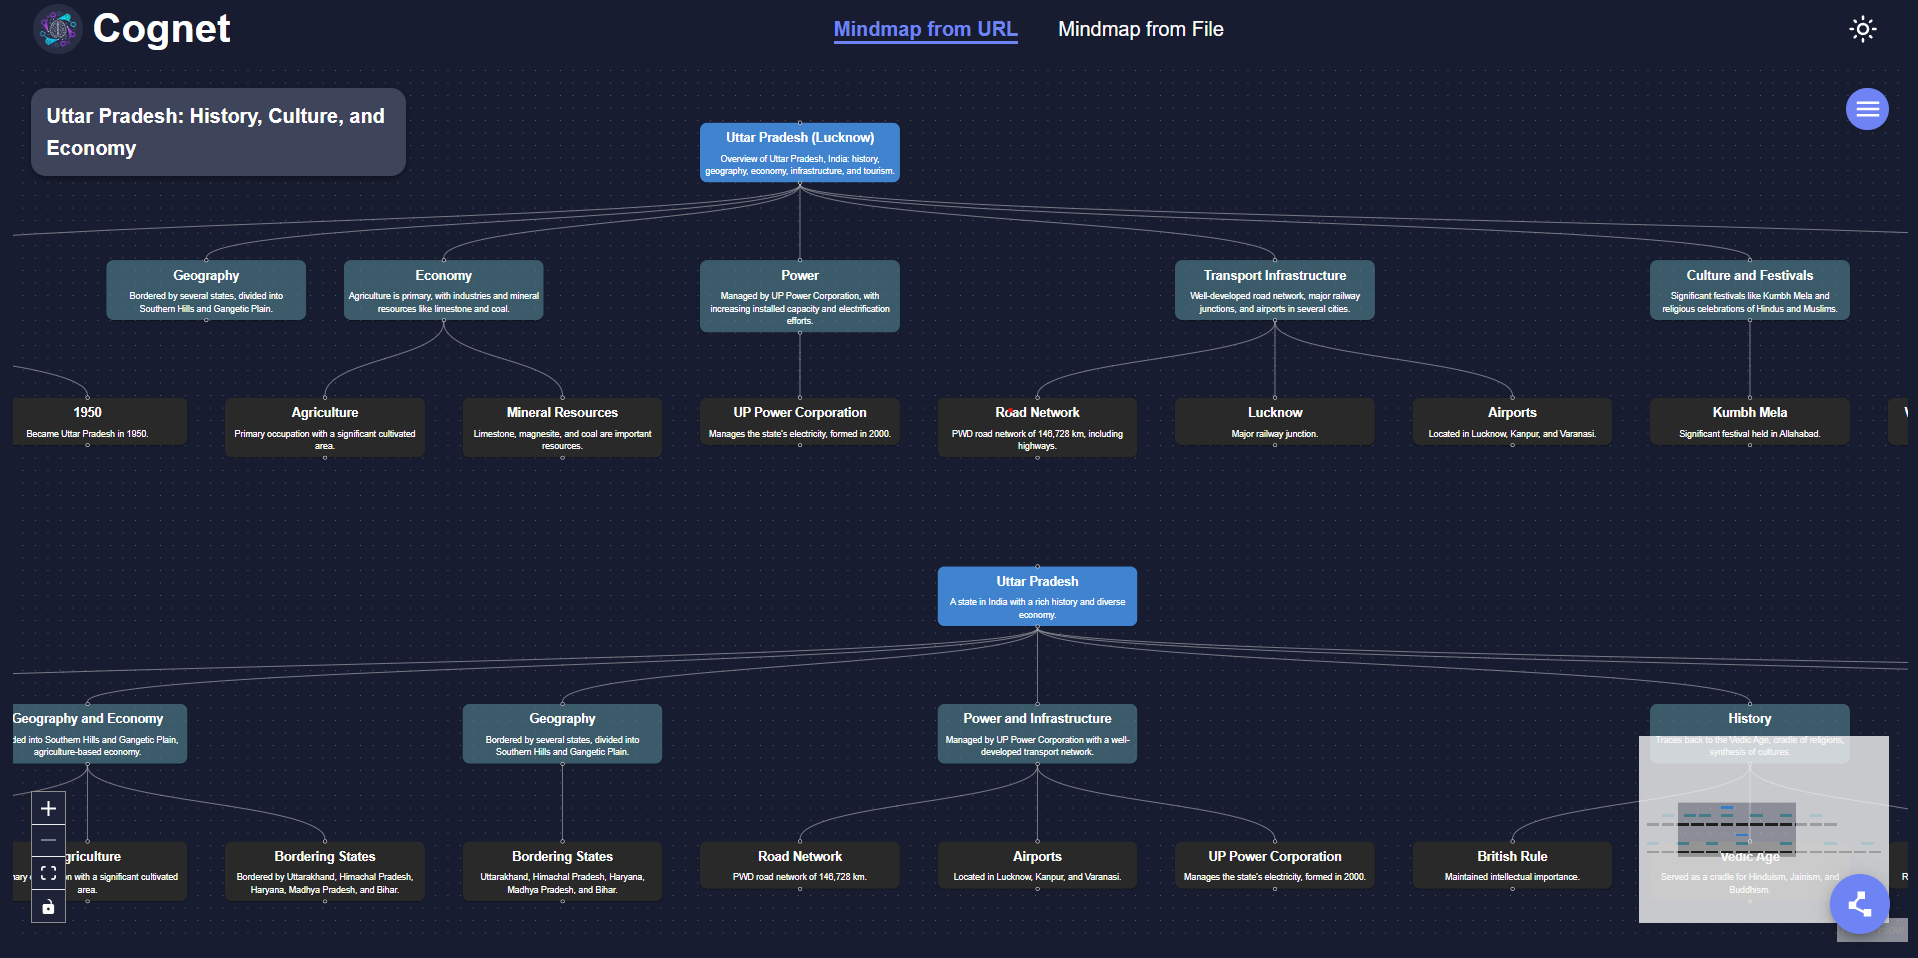 Cognet
Mindmap from URL
Mindmap from File
Uttar Pradesh: History, Culture, and
Economy
Uttar Pradesh (Lucknow)
Overview of Uttar Pradesh, India: history,
geography, economy, infrastructure, and tourism.
Geography
Bordered by several states, divided into
Southern Hills and Gangetic Plain.
Economy
Agriculture is primary, with industries and mineral
resources like limestone and coal.
Power
Managed by UP Power Corporation, with
increasing installed capacity and electrification
efforts.
Transport Infrastructure
Well-developed road network, major railway
junctions, and airports in several cities.
Culture and Festivals
Significant festivals like Kumbh Mela and
religious celebrations of Hindus and Muslims.
1950
Became Uttar Pradesh in 1950.
Agriculture
Primary occupation with a significant cultivated
area.
Mineral Resources
Limestone, magnesite, and coal are important
resources.
UP Power Corporation
Manages the state's electricity, formed in 2000.
Road Network
PWD road network of 146,728 km, including
highways.
Lucknow
Major railway junction.
Airports
Located in Lucknow, Kanpur, and Varanasi.
Kumbh Mela
Significant festival held in Allahabad.
Uttar Pradesh
A state in India with a rich history and diverse
economy.
Geography and Economy
into Southern Hills and Gangetic Plain,
agriculture-based economy.
Geography
Bordered by several states, divided into
Southern Hills and Gangetic Plain.
Power and Infrastructure
Managed by UP Power Corporation with a well-
developed transport network.
History
Traces back to the Vedic Age, cradle of religions,
synthesis of cultures.
griculture
with a significant cultivated
area.
Bordering States
Bordered by Uttarakhand, Himachal Pradesh,
Haryana, Madhya Pradesh, and Bihar.
Bordering States
Uttarakhand, Himachal Pradesh, Haryana,
Madhya Pradesh, and Bihar.
Road Network
PWD road network of 146,728 km.
Airports
Located in Lucknow, Kanpur, and Varanasi.
UP Power Corporation
Manages the state's electricity, formed in 2000.
British Rule
Maintained intellectual importance.
Vedic Age
Served as a cradle for Hinduism, Jainism, and
Buddhism.